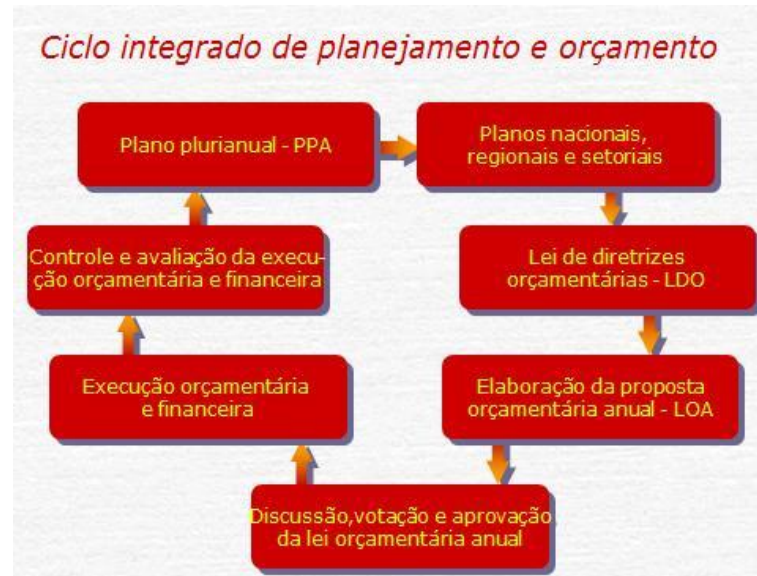 Ciclo integrado de planejamento e orçamento
Plano plurianual - PPA
Planos nacionais,
regionais e setoriais
Lei de diretrizes
orçamentárias - LDO
Elaboração da proposta
orçamentária anual - LOA
Discussão,votação e aprovação
da lei orçamentária anual
Execução orçamentária
e financeira
Controle e avaliação da execu-
ção orçamentária e financeira